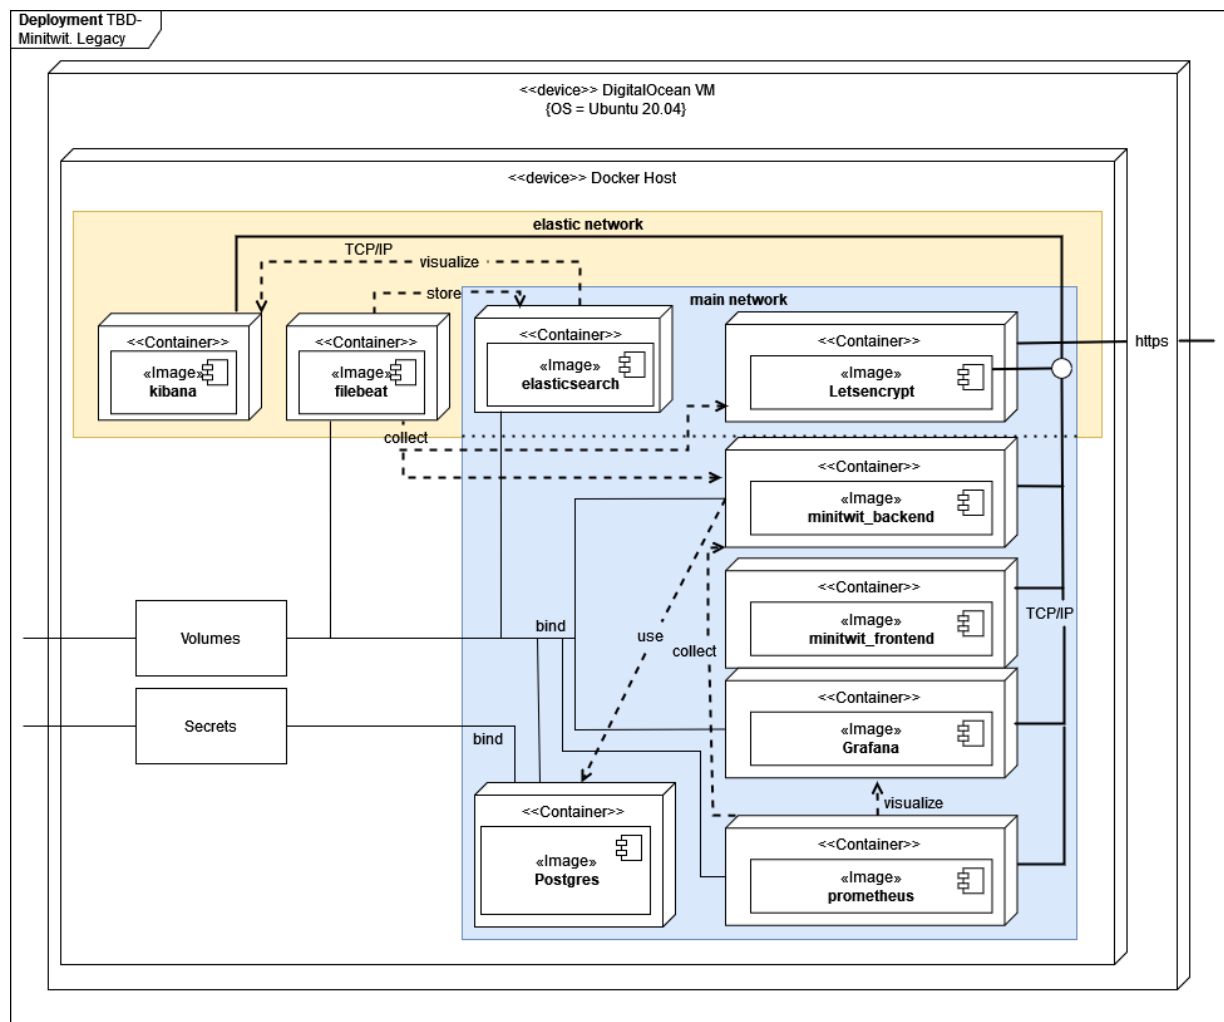 Deployment TBD-
Minitwit. Legacy
<<device>> DigitalOcean VM
{OS = Ubuntu 20.04}
<<device>> Docker Host
elastic network
TCP/IP
visualize
store
main network
<<Container>>
«Image»
kibana
<<Container>>
«Image»
filebeat
<<Container>>
«Image»
elasticsearch
<<Container>>
«Image»
Letsencrypt
https
collect
<<Container>>
«Image»
minitwit_backend
<<Container>>
«Image»
minitwit_frontend
TCP/IP
Volumes
bind
use
collect
<<Container>>
«Image»
Grafana
Secrets
bind
visualize
<<Container>>
«Image»
Postgres
<<Container>>
«Image»
prometheus